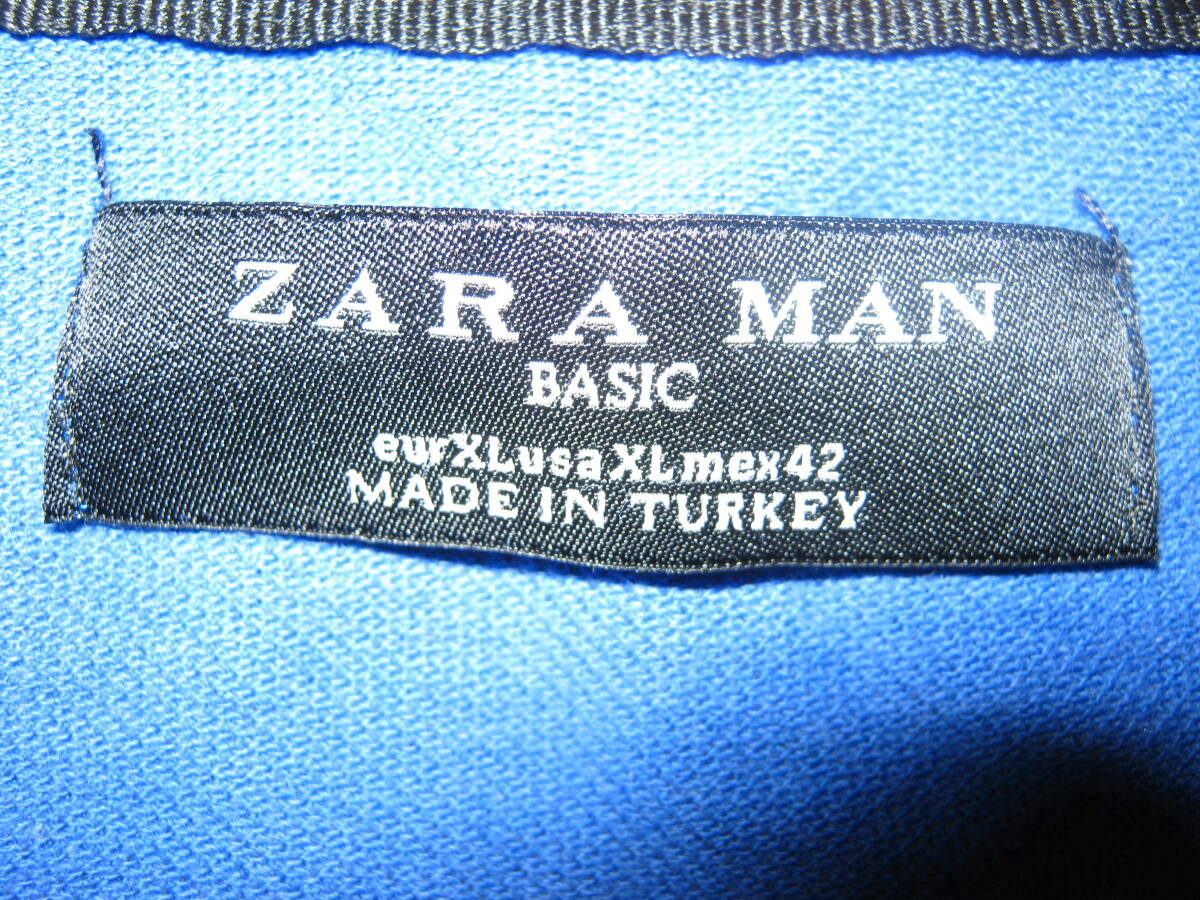 ZARA MAN
BASIC
eurXLusaXLmex42
MADE IN TURKEY